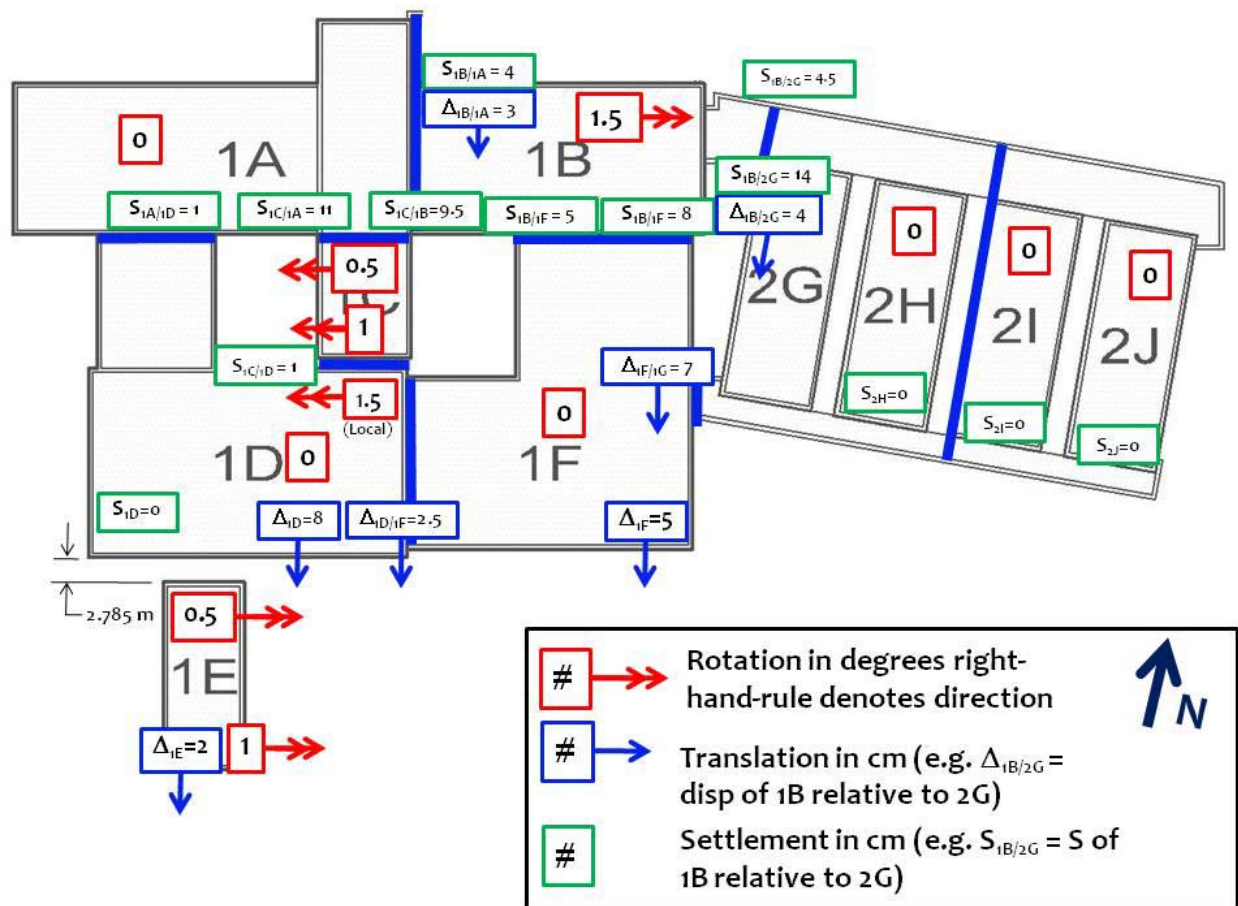 S1B/1A = 4
Δ1B/1A = 3
1.5
S1B/2G = 4.5
0
1A
1B
S1B/2G = 14
Δ1B/2G = 4
S1A/1D = 1
S1C/1A = 11
S1C/1B=9.5
S1B/1F = 5
S1B/1F = 8
0
0
0
0.5
1C
1
2G
2H
2I
2J
S1C/1D = 1
Δ1F/1G = 7
1.5
(Local)
0
S2H=0
S2I=0
S2J=0
1D
0
1F
S1D=0
Δ1D=8
Δ1D/1F=2.5
Δ1F=5
2.785 m
0.5
1E
Δ1E=2
1
# Rotation in degrees right-
hand-rule denotes direction
N
# Translation in cm (e.g. Δ1B/2G =
disp of 1B relative to 2G)
# Settlement in cm (e.g. S1B/2G = S of
1B relative to 2G)